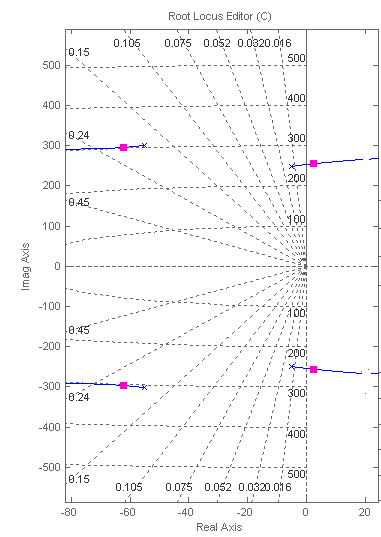 Root Locus Editor (C)
0.15 0.105 0.075 0.052 0.032 0.016
500 500
400 400
300 0.24 300
200 200
0.45
100 100
0
Imag Axis
-100 100
0.45
-200 200
-300 0.24 300
-400 400
-500 0.15 0.105 0.075 0.052 0.032 0.016 500
-80 -60 -40 -20 0 20
Real Axis